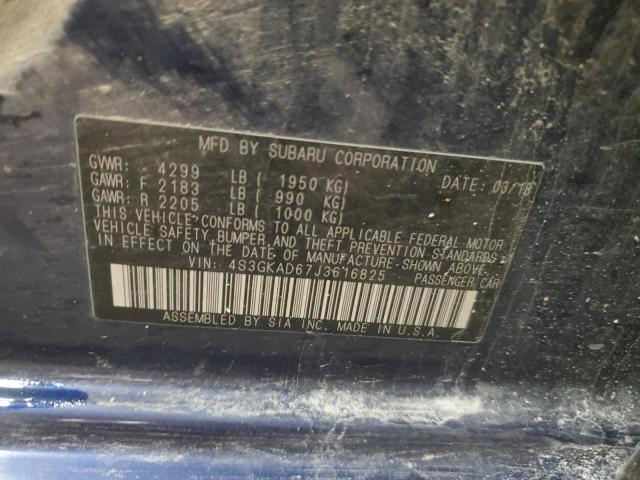 MFD BY SUBARU CORPORATION
GVWR: 4299 LB ( 1950 KG) DATE: 03/18
GAWR: F 2183 LB ( 990 KG)
GAWR: R 2205 LB ( 1000 KG)
THIS VEHICLE CONFORMS TO ALL APPLICABLE FEDERAL MOTOR
VEHICLE SAFETY, BUMPER, AND THEFT PREVENTION STANDARDS
IN EFFECT ON THE DATE OF MANUFACTURE SHOWN ABOVE.
VIN: 4S3GKAD67J3616825 PASSENGER CAR
ASSEMBLED BY SIA INC. MADE IN U.S.A.